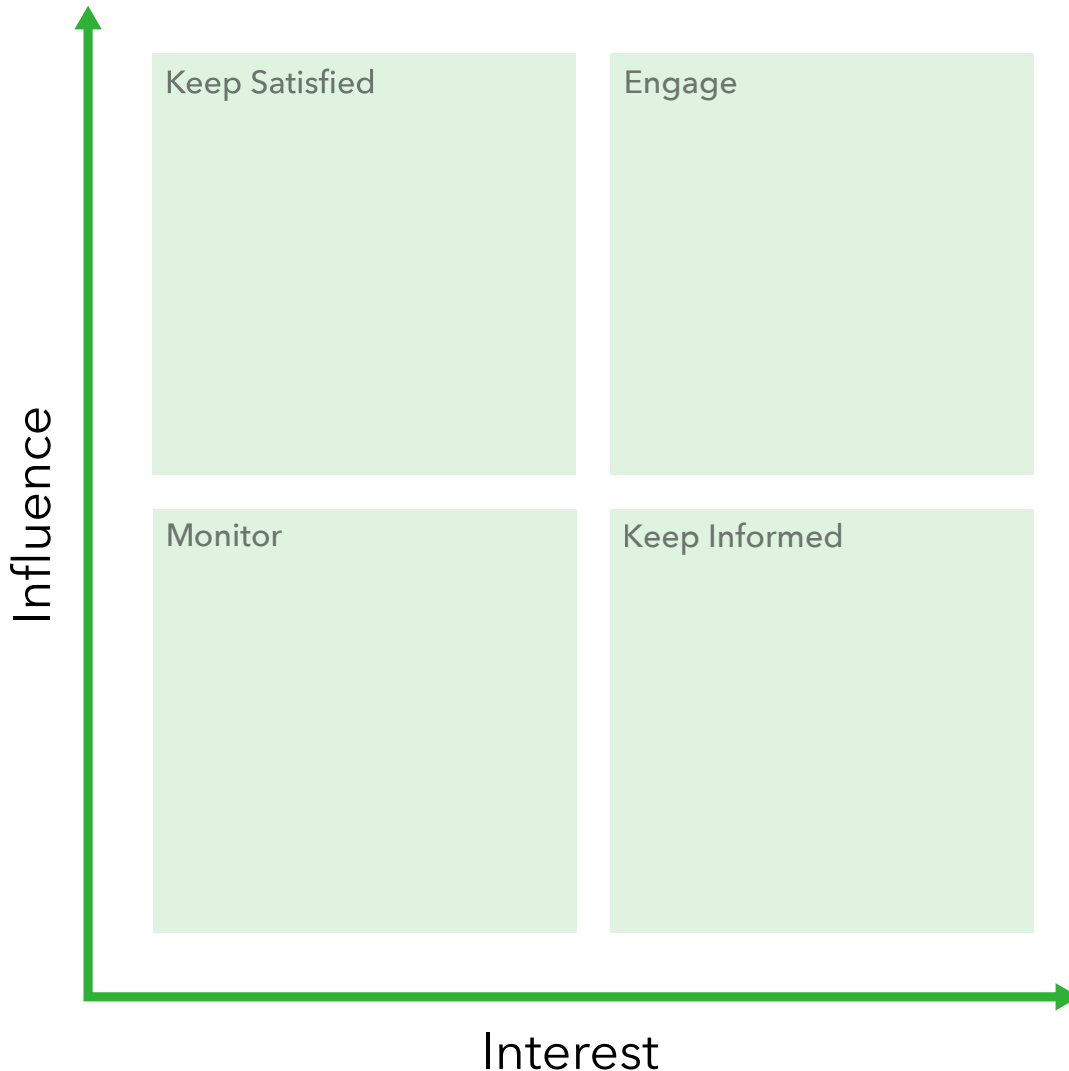 Keep Satisfied
Engage
Influence
Monitor
Keep Informed
Interest